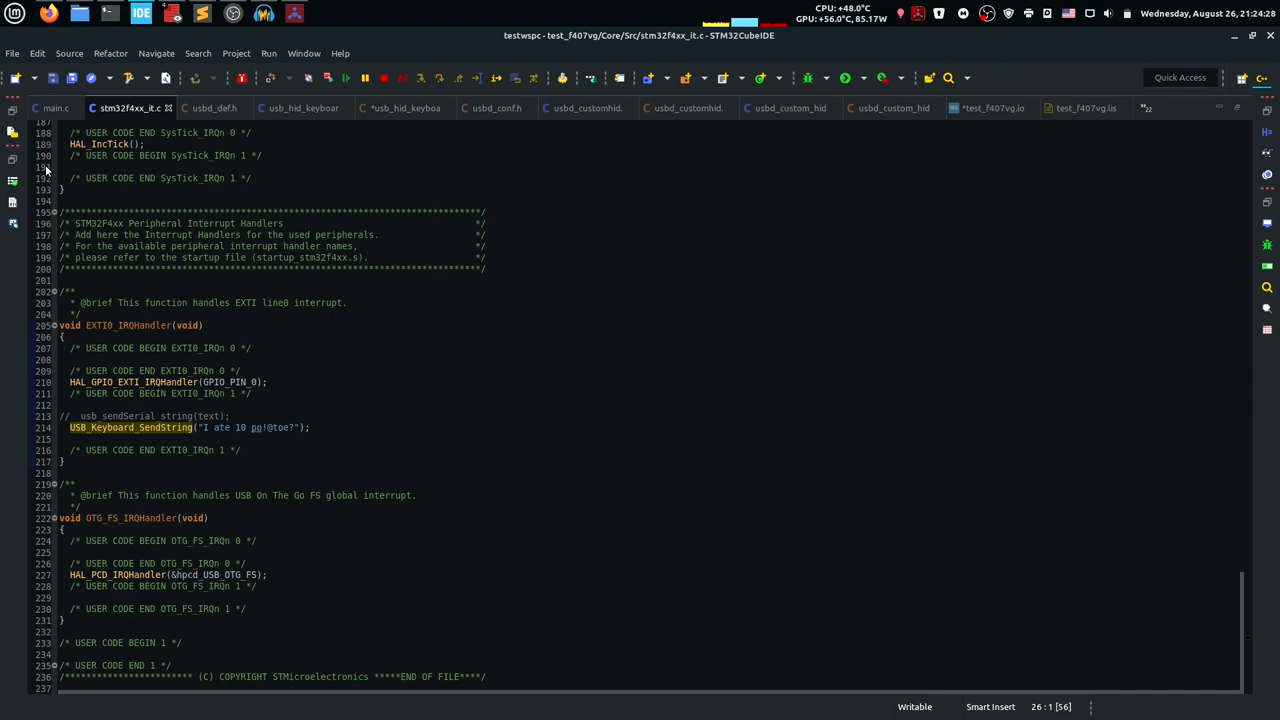 CPU: +48.0°C
GPU: +56.0°C, 85.17W
IDE
Wednesday, August 26, 21:24:28
testwspc - test_f407vg/Core/Src/stm32f4xx_it.c - STM32CubeIDE
File Edit Source Refactor Navigate Search Project Run Window Help
Quick Access
main.c stm32f4xx_it.c usbd_def.h usb_hid_keyboar *usb_hid_keyboa usbd_conf.h usbd_customhid. usbd_customhid. usbd_custom_hid usbd_custom_hid *test_f407vg.io test_f407vg.lis »22
187
188 /* USER CODE END SysTick_IRQn 0 */
189 HAL_IncTick();
190 /* USER CODE BEGIN SysTick_IRQn 1 */
191
192 /* USER CODE END SysTick_IRQn 1 */
193 }
194
195 /******************************************************************************/
196 /* STM32F4xx Peripheral Interrupt Handlers */
197 /* Add here the Interrupt Handlers for the used peripherals. */
198 /* For the available peripheral interrupt handler names, */
199 /* please refer to the startup file (startup_stm32f4xx.s). */
200 /******************************************************************************/
201
202 /**
203 * @brief This function handles EXTI line0 interrupt.
204 */
205 void EXTI0_IRQHandler(void)
206 {
207 /* USER CODE BEGIN EXTI0_IRQn 0 */
208
209 /* USER CODE END EXTI0_IRQn 0 */
210 HAL_GPIO_EXTI_IRQHandler(GPIO_PIN_0);
211 /* USER CODE BEGIN EXTI0_IRQn 1 */
212
213 // usb_sendSerial_string(text);
214 USB_Keyboard_SendString("I ate 10 po!@toe?");
215
216 /* USER CODE END EXTI0_IRQn 1 */
217 }
218
219 /**
220 * @brief This function handles USB On The Go FS global interrupt.
221 */
222 void OTG_FS_IRQHandler(void)
223 {
224 /* USER CODE BEGIN OTG_FS_IRQn 0 */
225
226 /* USER CODE END OTG_FS_IRQn 0 */
227 HAL_PCD_IRQHandler(&hpcd_USB_OTG_FS);
228 /* USER CODE BEGIN OTG_FS_IRQn 1 */
229
230 /* USER CODE END OTG_FS_IRQn 1 */
231 }
232
233 /* USER CODE BEGIN 1 */
234
235 /* USER CODE END 1 */
236 /************************ (C) COPYRIGHT STMicroelectronics *****END OF FILE****/
237
Writable Smart Insert 26 : 1 [56]